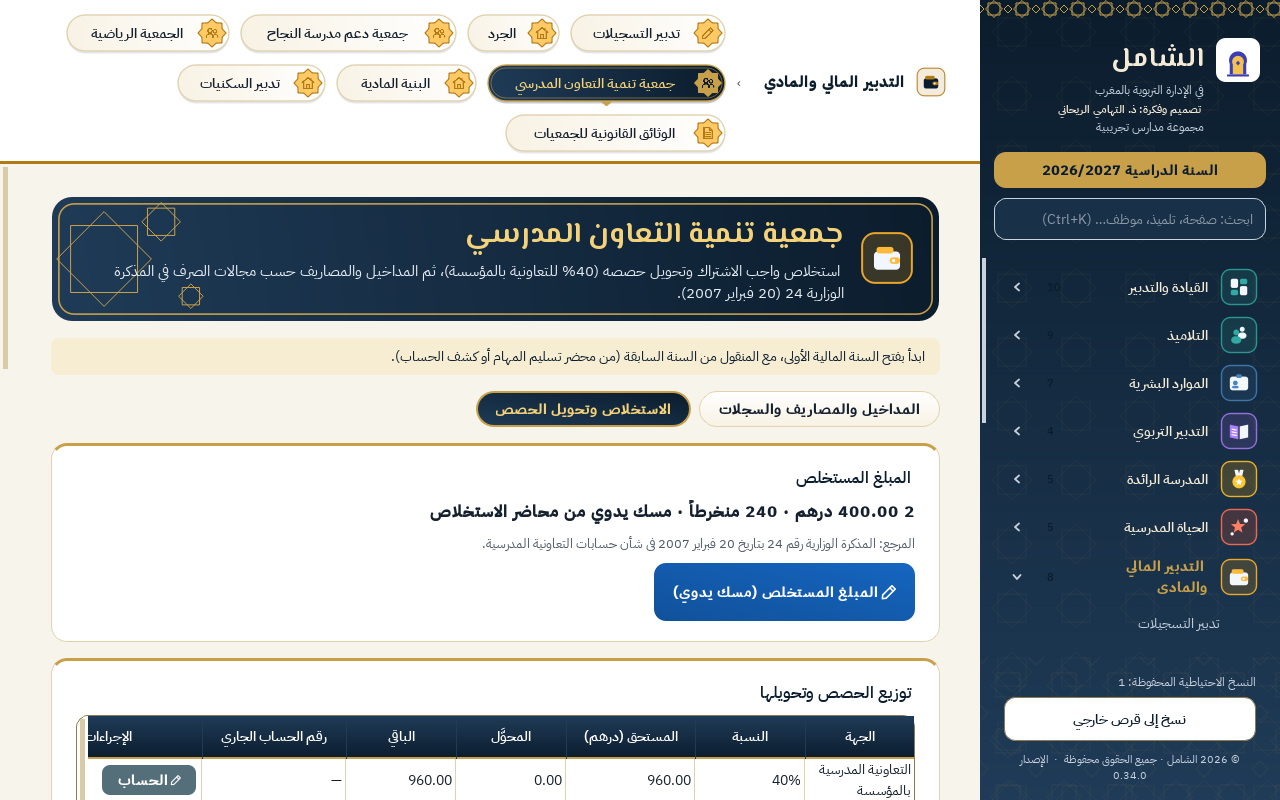 الشامل
في الإدارة التربوية بالمغرب
تصميم وفكرة: ذ. التهامي الريحاني
مجموعة مدارس تجريبية
السنة الدراسية 2026/2027
ابحث: صفحة، تلميذ، موظف... (Ctrl+K)
القيادة والتدبير 10
التلاميذ 9
الموارد البشرية 7
التدبير التربوي 4
المدرسة الرائدة 5
الحياة المدرسية 5
التدبير المالي والمادي 8
تدبير التسجيلات
النسخ الاحتياطية المحفوظة: 1
نسخ إلى قرص خارجي
© 2026 الشامل · جميع الحقوق محفوظة · الإصدار
0.34.0
التدبير المالي والمادي ›
تدبير التسجيلات
الجرد
جمعية دعم مدرسة النجاح
الجمعية الرياضية
جمعية تنمية التعاون المدرسي
البنية المادية
تدبير السكنيات
الوثائق القانونية للجمعيات
جمعية تنمية التعاون المدرسي
استخلاص واجب الاشتراك وتحويل حصصه (40% للتعاونية بالمؤسسة)، ثم المداخيل والمصاريف حسب مجالات الصرف في المذكرة
الوزارية 24 (20 فبراير 2007).
ابدأ بفتح السنة المالية الأولى، مع المنقول من السنة السابقة (من محضر تسليم المهام أو كشف الحساب).
المداخيل والمصاريف والسجلات
الاستخلاص وتحويل الحصص
المبلغ المستخلص
2 400.00 درهم · 240 منخرطاً · مسك يدوي من محاضر الاستخلاص
المرجع: المذكرة الوزارية رقم 24 بتاريخ 20 فبراير 2007 في شأن حسابات التعاونية المدرسية.
المبلغ المستخلص (مسك يدوي)
توزيع الحصص وتحويلها
الجهة النسبة المستحق (درهم) المحوَّل الباقي رقم الحساب الجاري الإجراءات
التعاونية المدرسية بالمؤسسة 40% 960.00 0.00 960.00 — الحساب